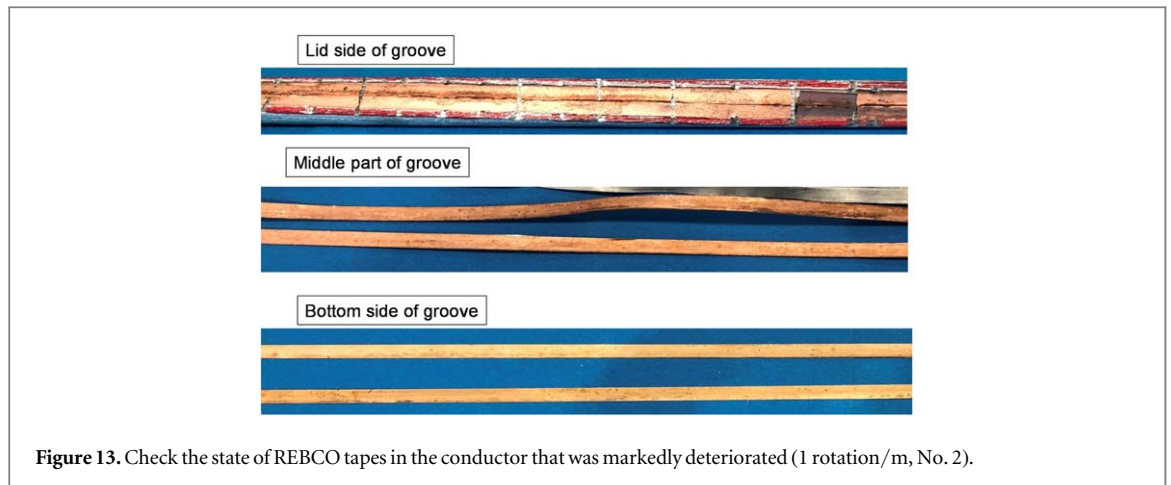 Lid side of groove
Middle part of groove
Bottom side of groove
Figure 13. Check the state of REBCO tapes in the conductor that was markedly deteriorated (1 rotation/m, No. 2).